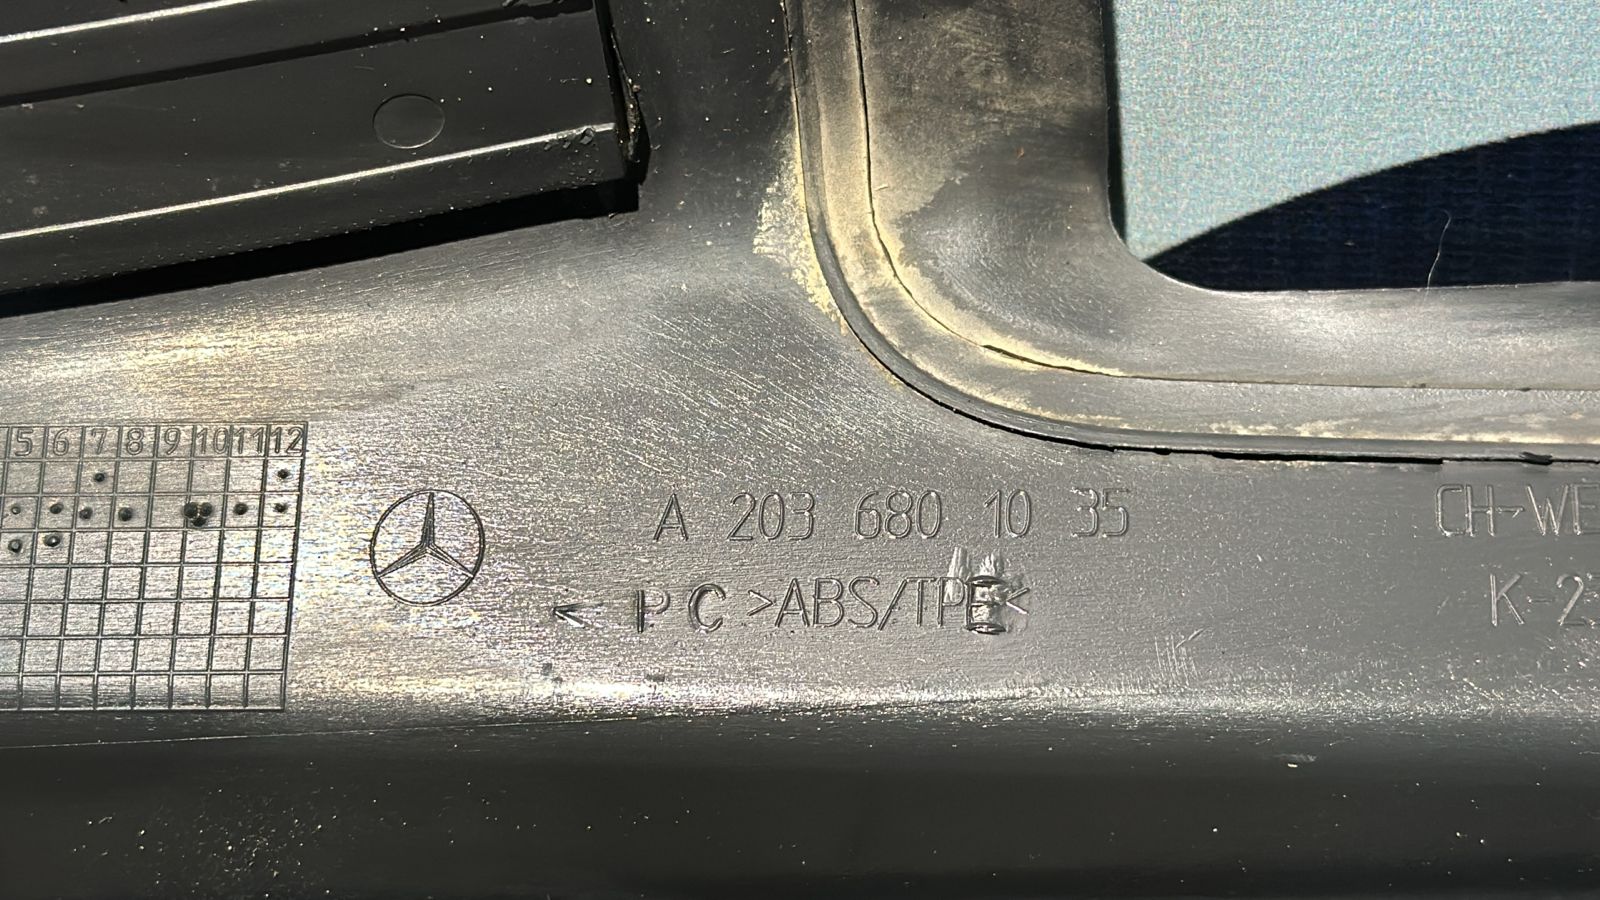 5 6 7 8 9 10 11 12
A 203 680 10 35
CH-WE
← PC >ABS/TPE<
K-2